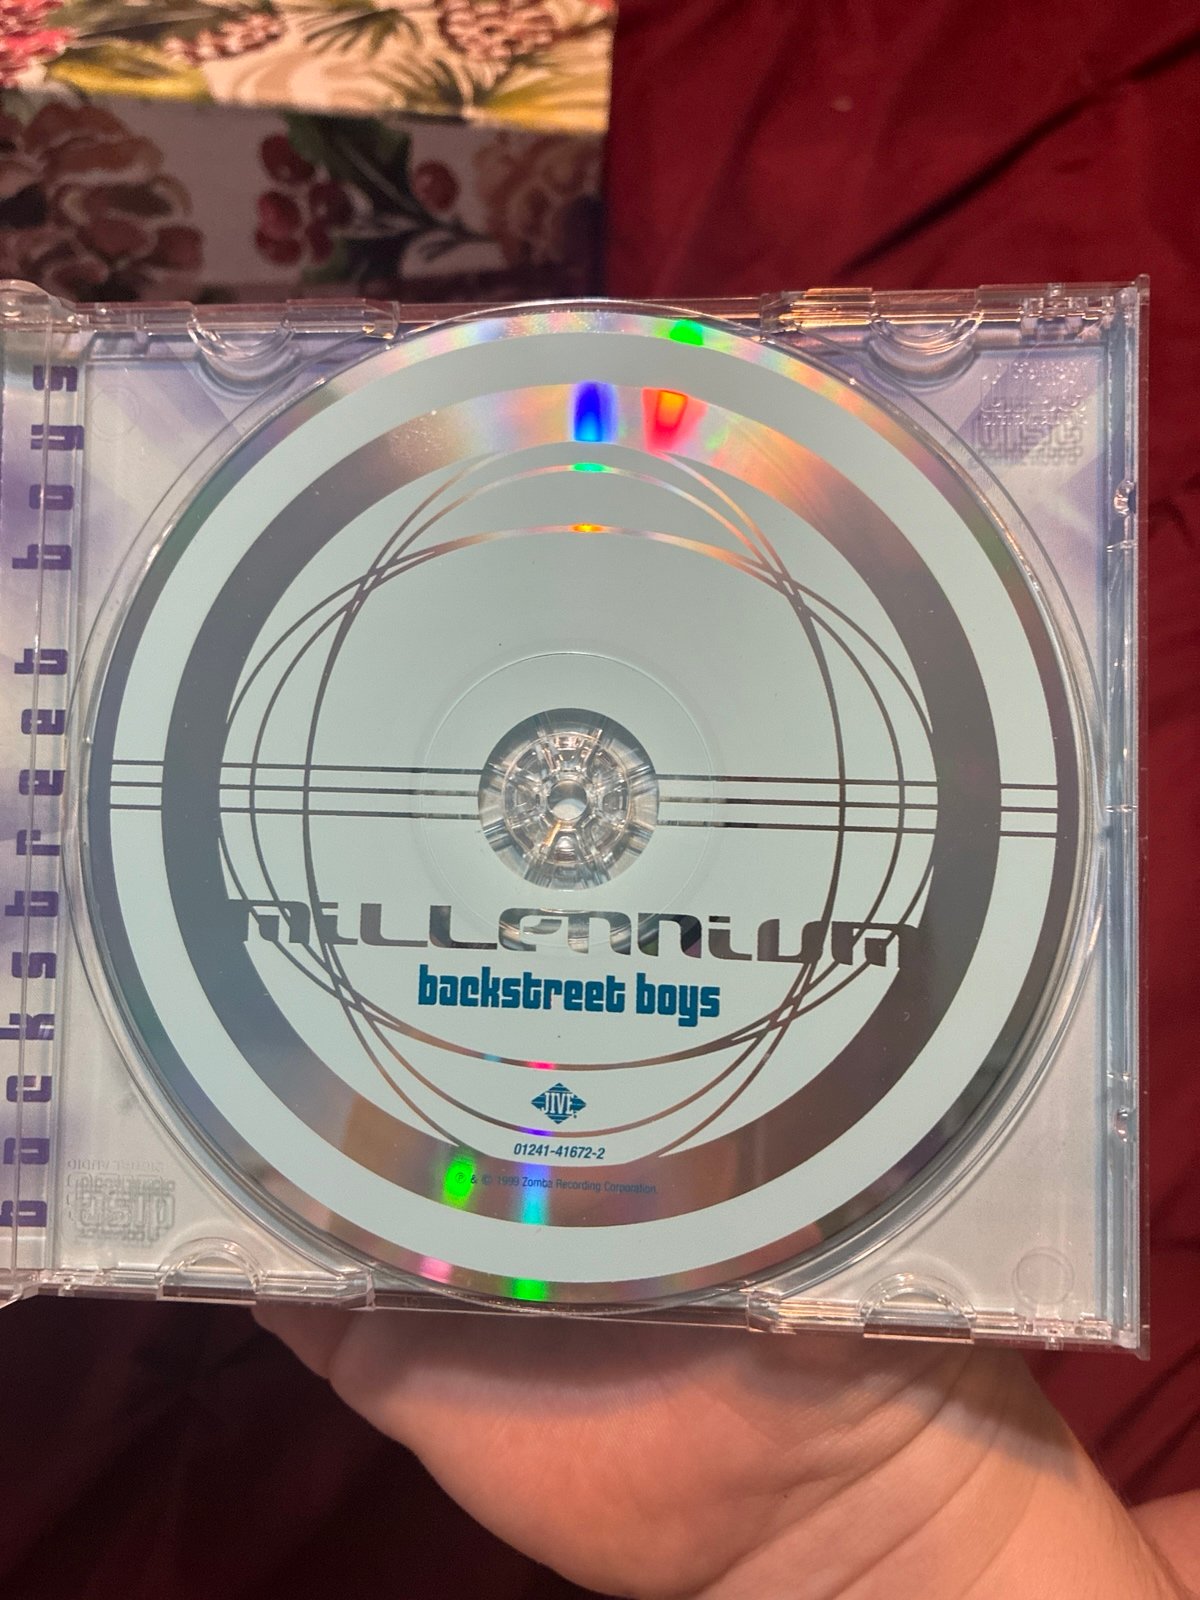 backstreet boys
millennium
backstreet boys
JIVE
01241-41672-2
℗ & © 1999 Zomba Recording Corporation.